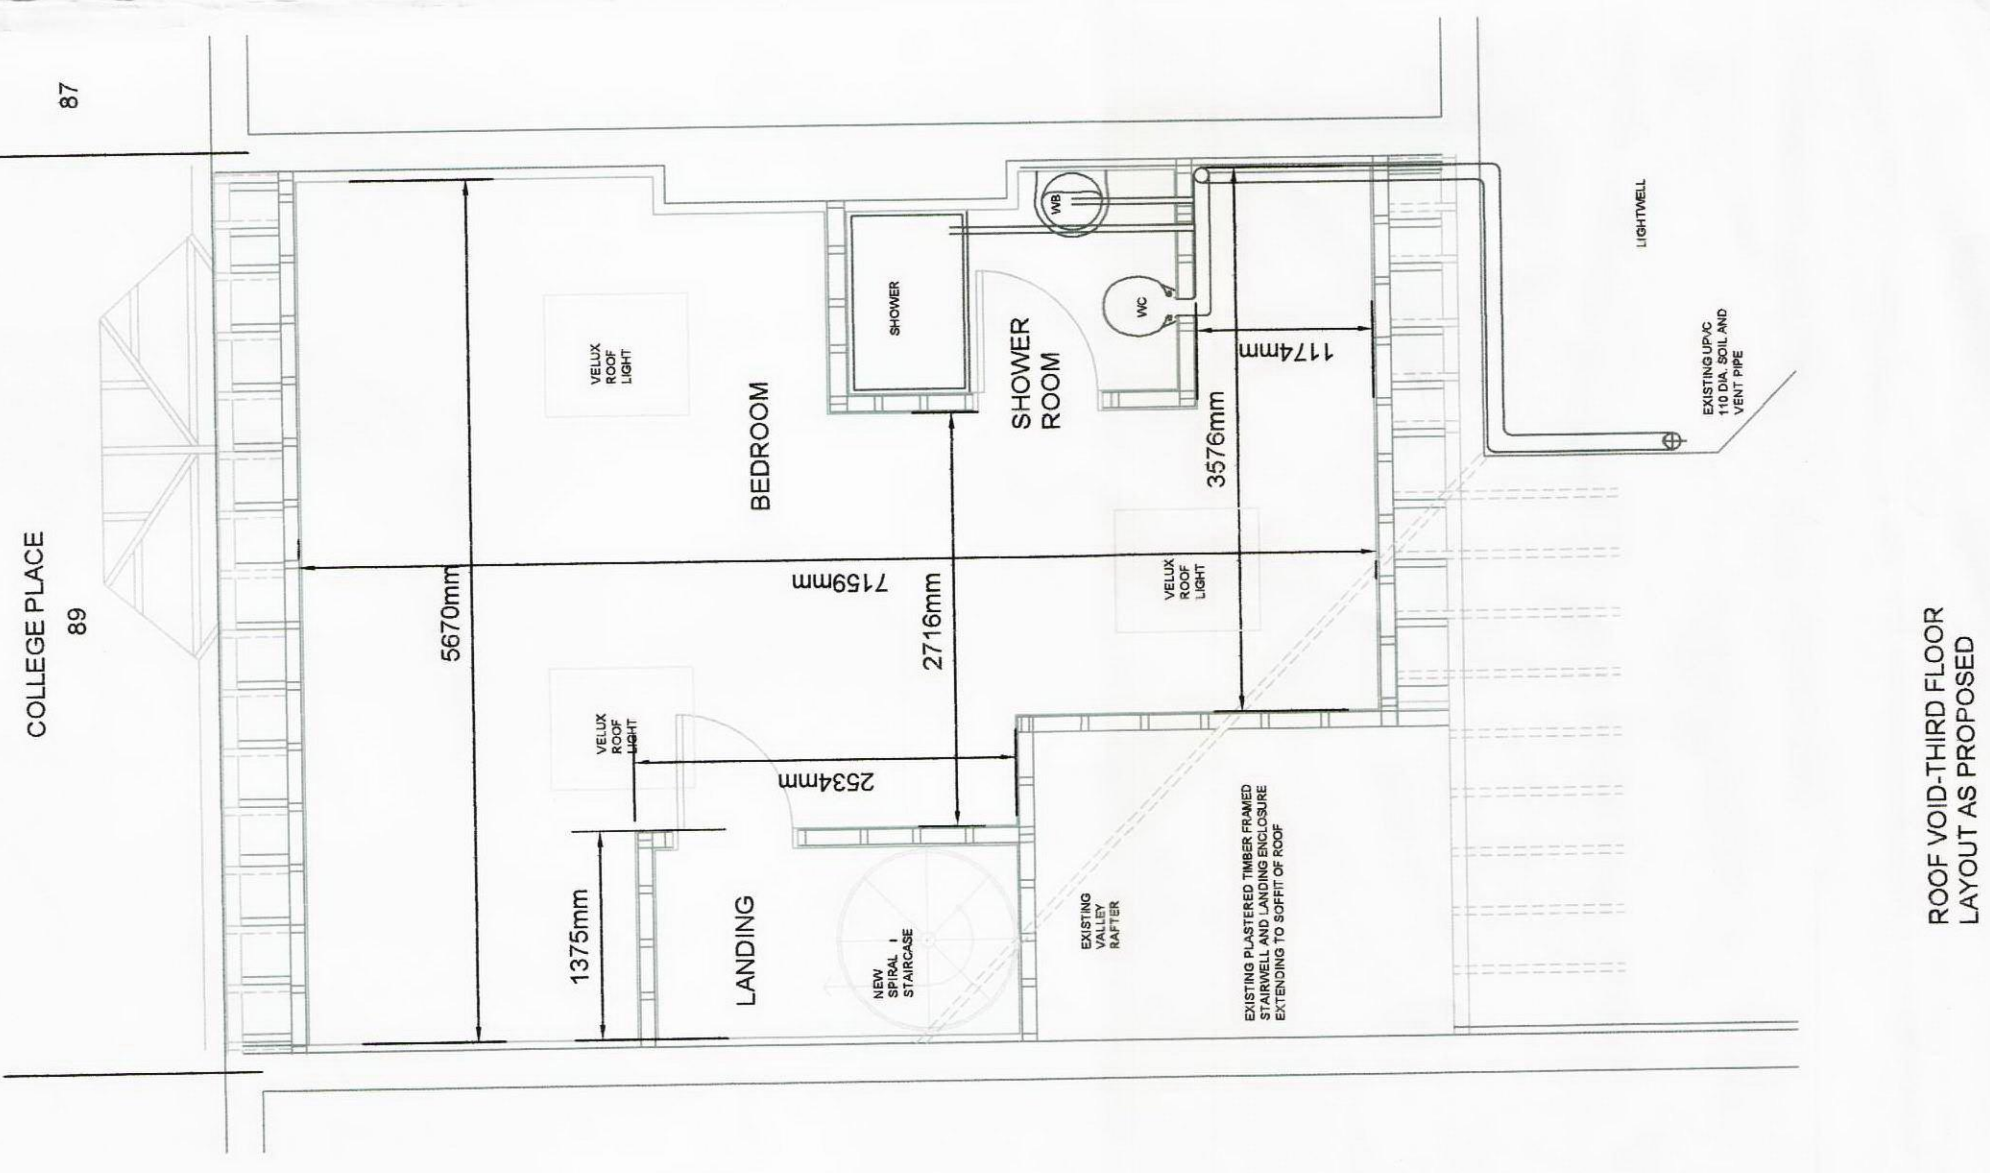 COLLEGE PLACE
89
87
5670mm
7159mm
2716mm
2534mm
1375mm
3576mm
1174mm
VELUX
ROOF
LIGHT
VELUX
ROOF
LIGHT
VELUX
ROOF
LIGHT
BEDROOM
SHOWER
SHOWER
ROOM
WB
WC
LANDING
NEW
SPIRAL
STAIRCASE
EXISTING
VALLEY
RAFTER
EXISTING PLASTERED TIMBER FRAMED
STAIRWELL AND LANDING ENCLOSURE
EXTENDING TO SOFFIT OF ROOF
LIGHTWELL
EXISTING UPVC
110 DIA. SOIL AND
VENT PIPE
ROOF VOID-THIRD FLOOR
LAYOUT AS PROPOSED